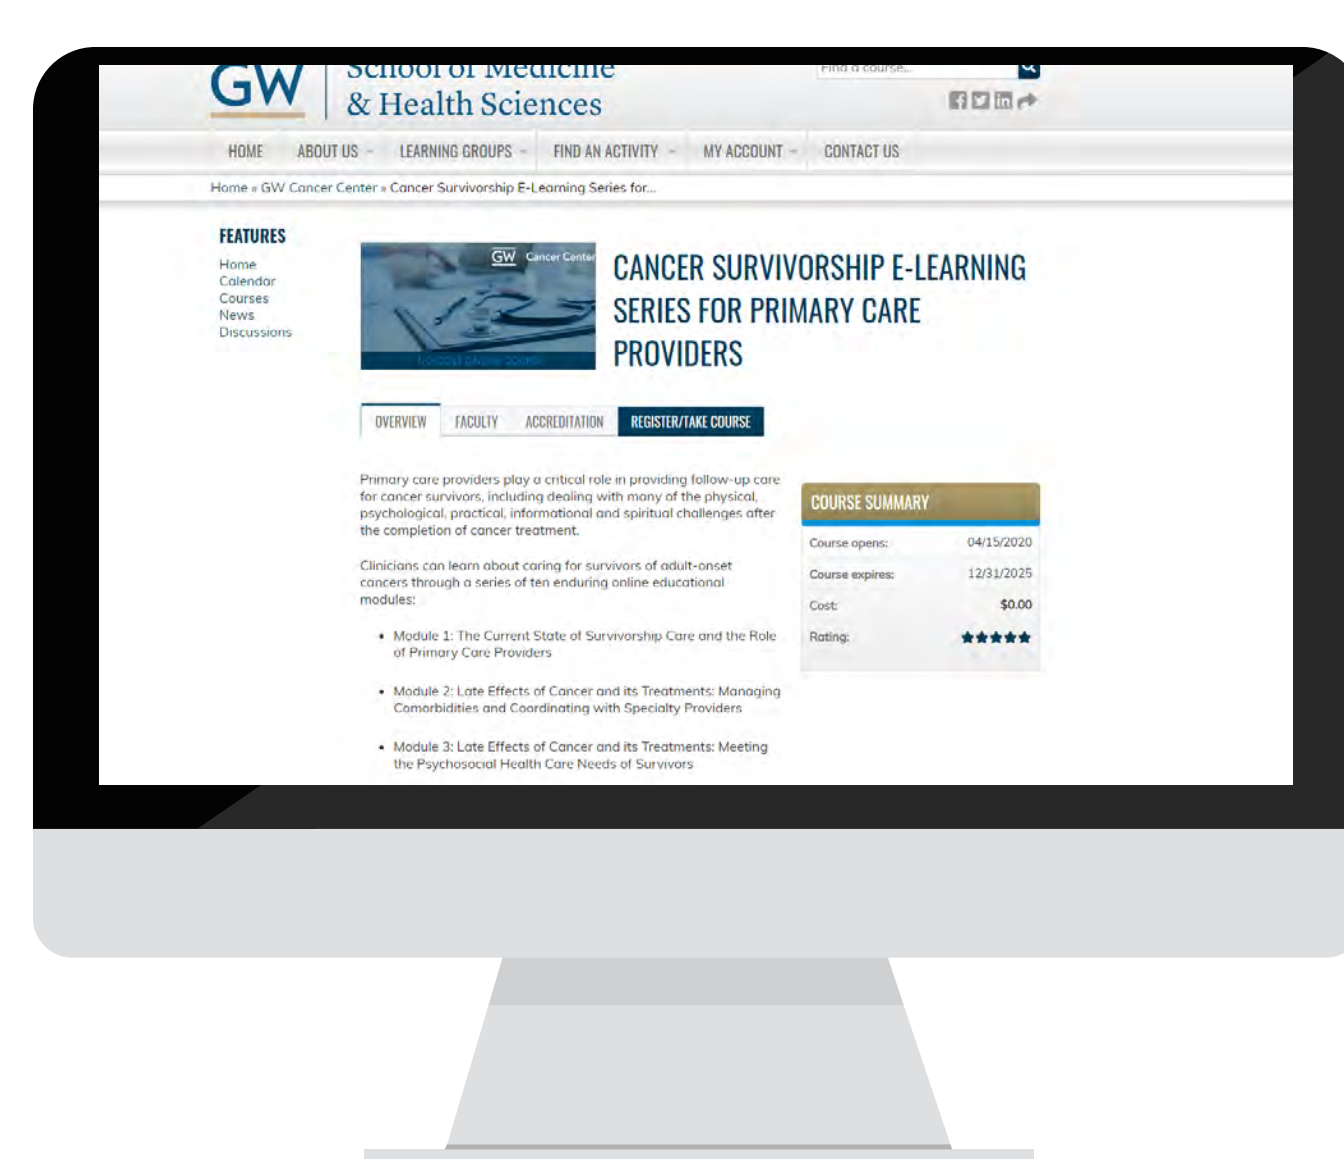 GW
School of Medicine
& Health Sciences
Find a course...
HOME ABOUT US LEARNING GROUPS FIND AN ACTIVITY MY ACCOUNT CONTACT US
Home » GW Cancer Center » Cancer Survivorship E-Learning Series for...
FEATURES
Home
Calendar
Courses
News
Discussions
GW Cancer Center
CANCER SURVIVORSHIP E-LEARNING
SERIES FOR PRIMARY CARE
PROVIDERS
OVERVIEW FACULTY ACCREDITATION REGISTER/TAKE COURSE
Primary care providers play a critical role in providing follow-up care
for cancer survivors, including dealing with many of the physical,
psychological, practical, informational and spiritual challenges after
the completion of cancer treatment.
Clinicians can learn about caring for survivors of adult-onset
cancers through a series of ten enduring online educational
modules:
• Module 1: The Current State of Survivorship Care and the Role
of Primary Care Providers
• Module 2: Late Effects of Cancer and its Treatments: Managing
Comorbidities and Coordinating with Specialty Providers
• Module 3: Late Effects of Cancer and its Treatments: Meeting
the Psychosocial Health Care Needs of Survivors
COURSE SUMMARY
Course opens: 04/15/2020
Course expires: 12/31/2025
Cost: $0.00
Rating: